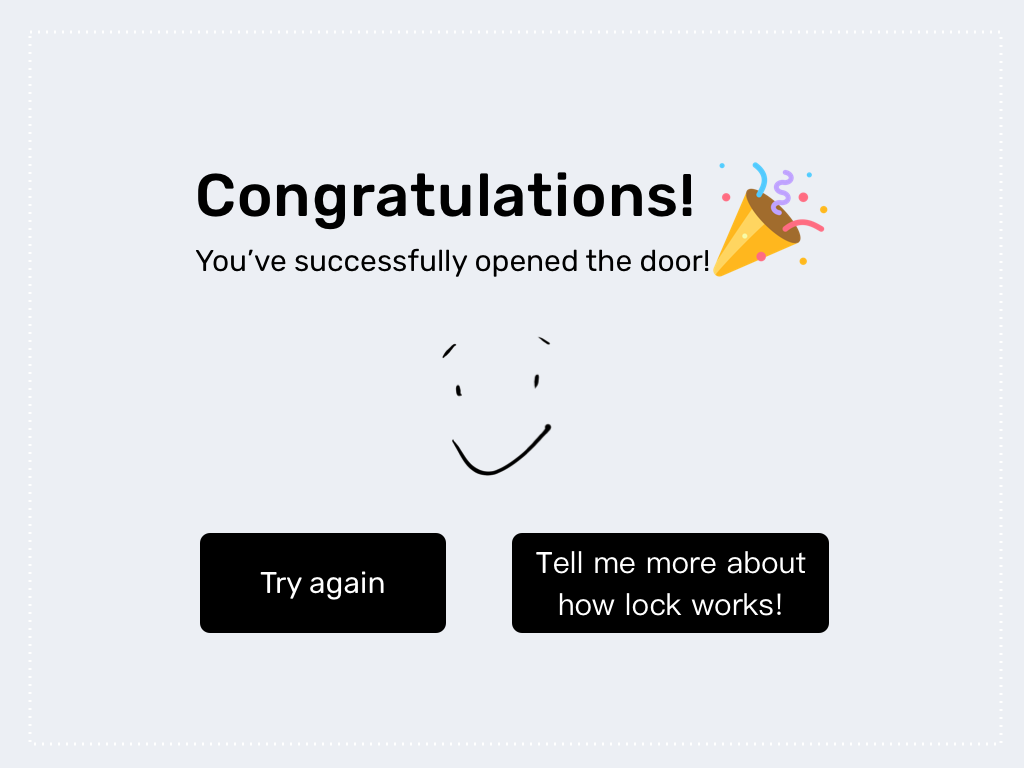 Congratulations!
You’ve successfully opened the door!
Try again
Tell me more about
how lock works!